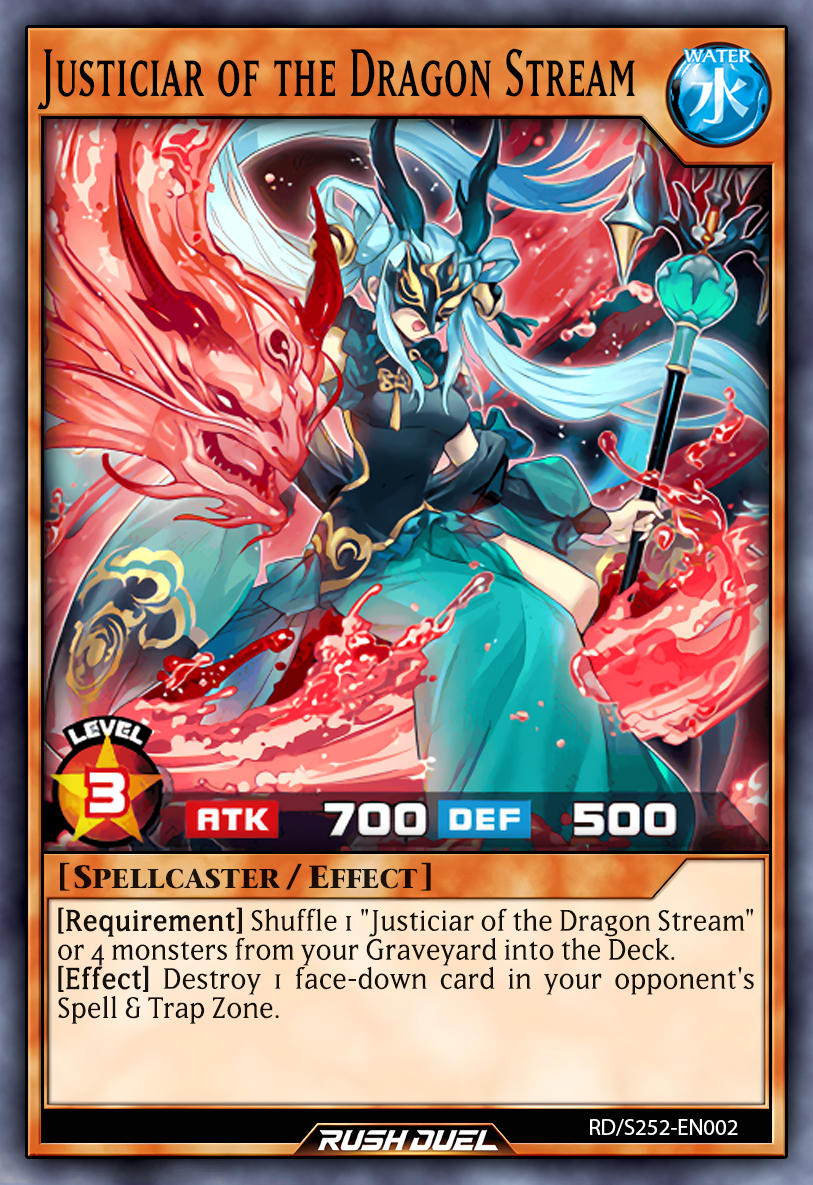 Justiciar of the Dragon Stream
WATER
水
LEVEL
3
ATK 700 DEF 500
[Spellcaster / Effect]
[Requirement] Shuffle 1 "Justiciar of the Dragon Stream"
or 4 monsters from your Graveyard into the Deck.
[Effect] Destroy 1 face-down card in your opponent's
Spell & Trap Zone.
RD/S252-EN002
RUSH DUEL